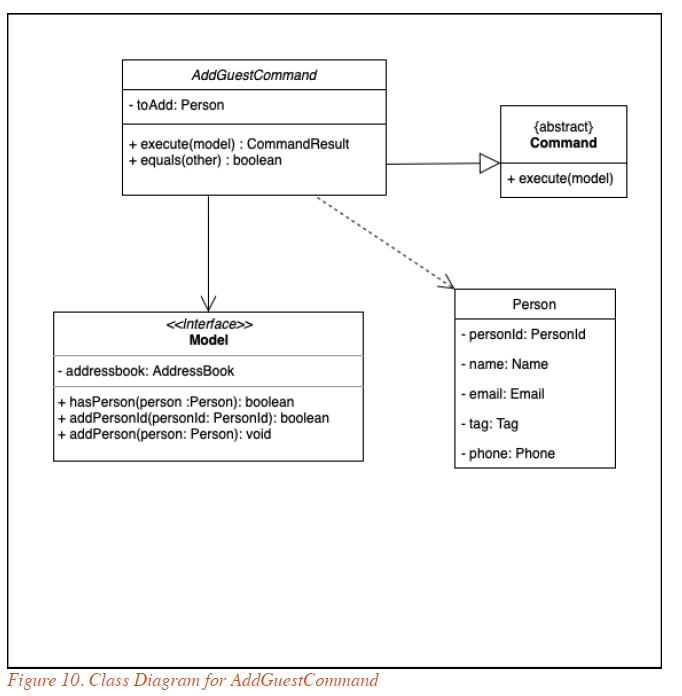 AddGuestCommand
- toAdd: Person
+ execute(model) : CommandResult
+ equals(other) : boolean
{abstract}
Command
+ execute(model)
<<Interface>>
Model
- addressbook: AddressBook
+ hasPerson(person :Person): boolean
+ addPersonId(personId: PersonId): boolean
+ addPerson(person: Person): void
Person
- personId: PersonId
- name: Name
- email: Email
- tag: Tag
- phone: Phone
Figure 10. Class Diagram for AddGuestCommand